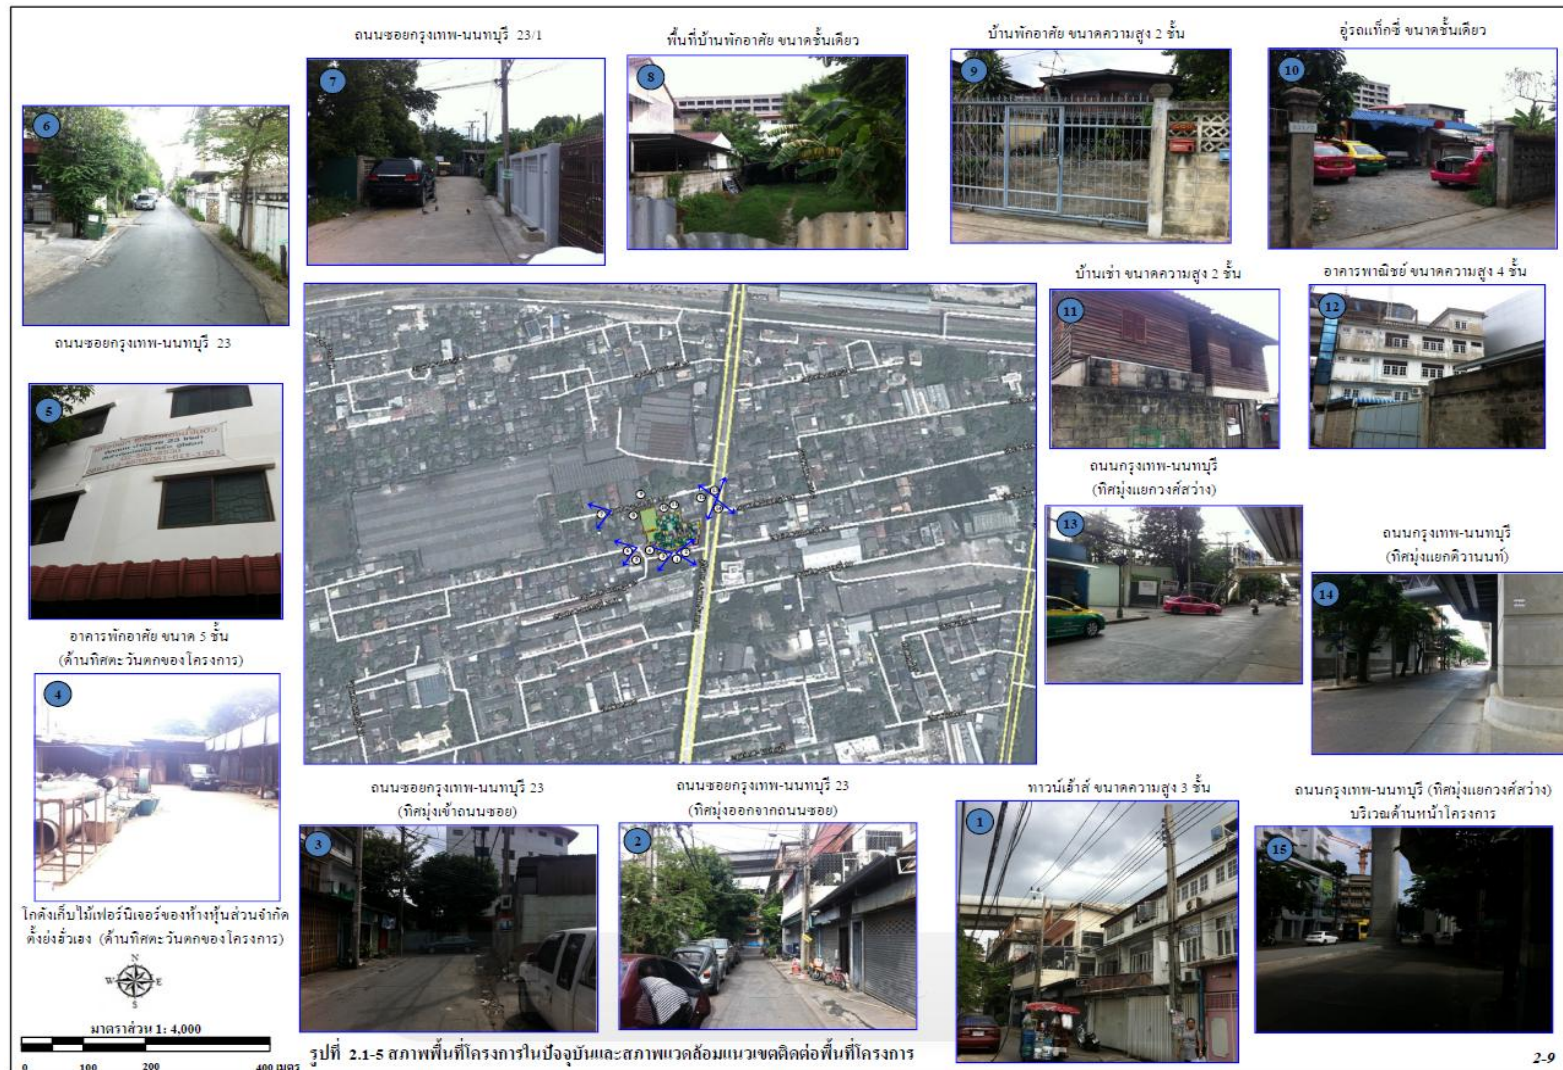 ถนนซอยกรุงเทพ-นนทบุรี 23/1
พื้นที่บ้านพักอาศัย ขนาดชั้นเดียว
บ้านพักอาศัย ขนาดความสูง 2 ชั้น
อู่รถแท็กซี่ ขนาดชั้นเดียว
6
7
8
9
10
ถนนซอยกรุงเทพ-นนทบุรี 23
บ้านเช่า ขนาดความสูง 2 ชั้น
อาคารพาณิชย์ ขนาดความสูง 4 ชั้น
11
12
5
อาคารพักอาศัย ขนาด 5 ชั้น
(ด้านทิศตะวันตกของโครงการ)
ถนนกรุงเทพ-นนทบุรี
(ทิศมุ่งแยกวงศ์สว่าง)
13
ถนนกรุงเทพ-นนทบุรี
(ทิศมุ่งแยกติวานนท์)
14
4
โกดังเก็บไม้เฟอร์นิเจอร์ของห้างหุ้นส่วนจำกัด
ตั้งย่งฮั่วเฮง (ด้านทิศตะวันตกของโครงการ)
ถนนซอยกรุงเทพ-นนทบุรี 23
(ทิศมุ่งเข้าถนนซอย)
3
ถนนซอยกรุงเทพ-นนทบุรี 23
(ทิศมุ่งออกจากถนนซอย)
2
ทาวน์เฮ้าส์ ขนาดความสูง 3 ชั้น
1
ถนนกรุงเทพ-นนทบุรี (ทิศมุ่งแยกวงศ์สว่าง)
บริเวณด้านหน้าโครงการ
15
N
W E
S
มาตราส่วน 1: 4,000
0 100 200 400 เมตร
รูปที่ 2.1-5 สภาพพื้นที่โครงการในปัจจุบันและสภาพแวดล้อมแนวเขตติดต่อพื้นที่โครงการ
2-9